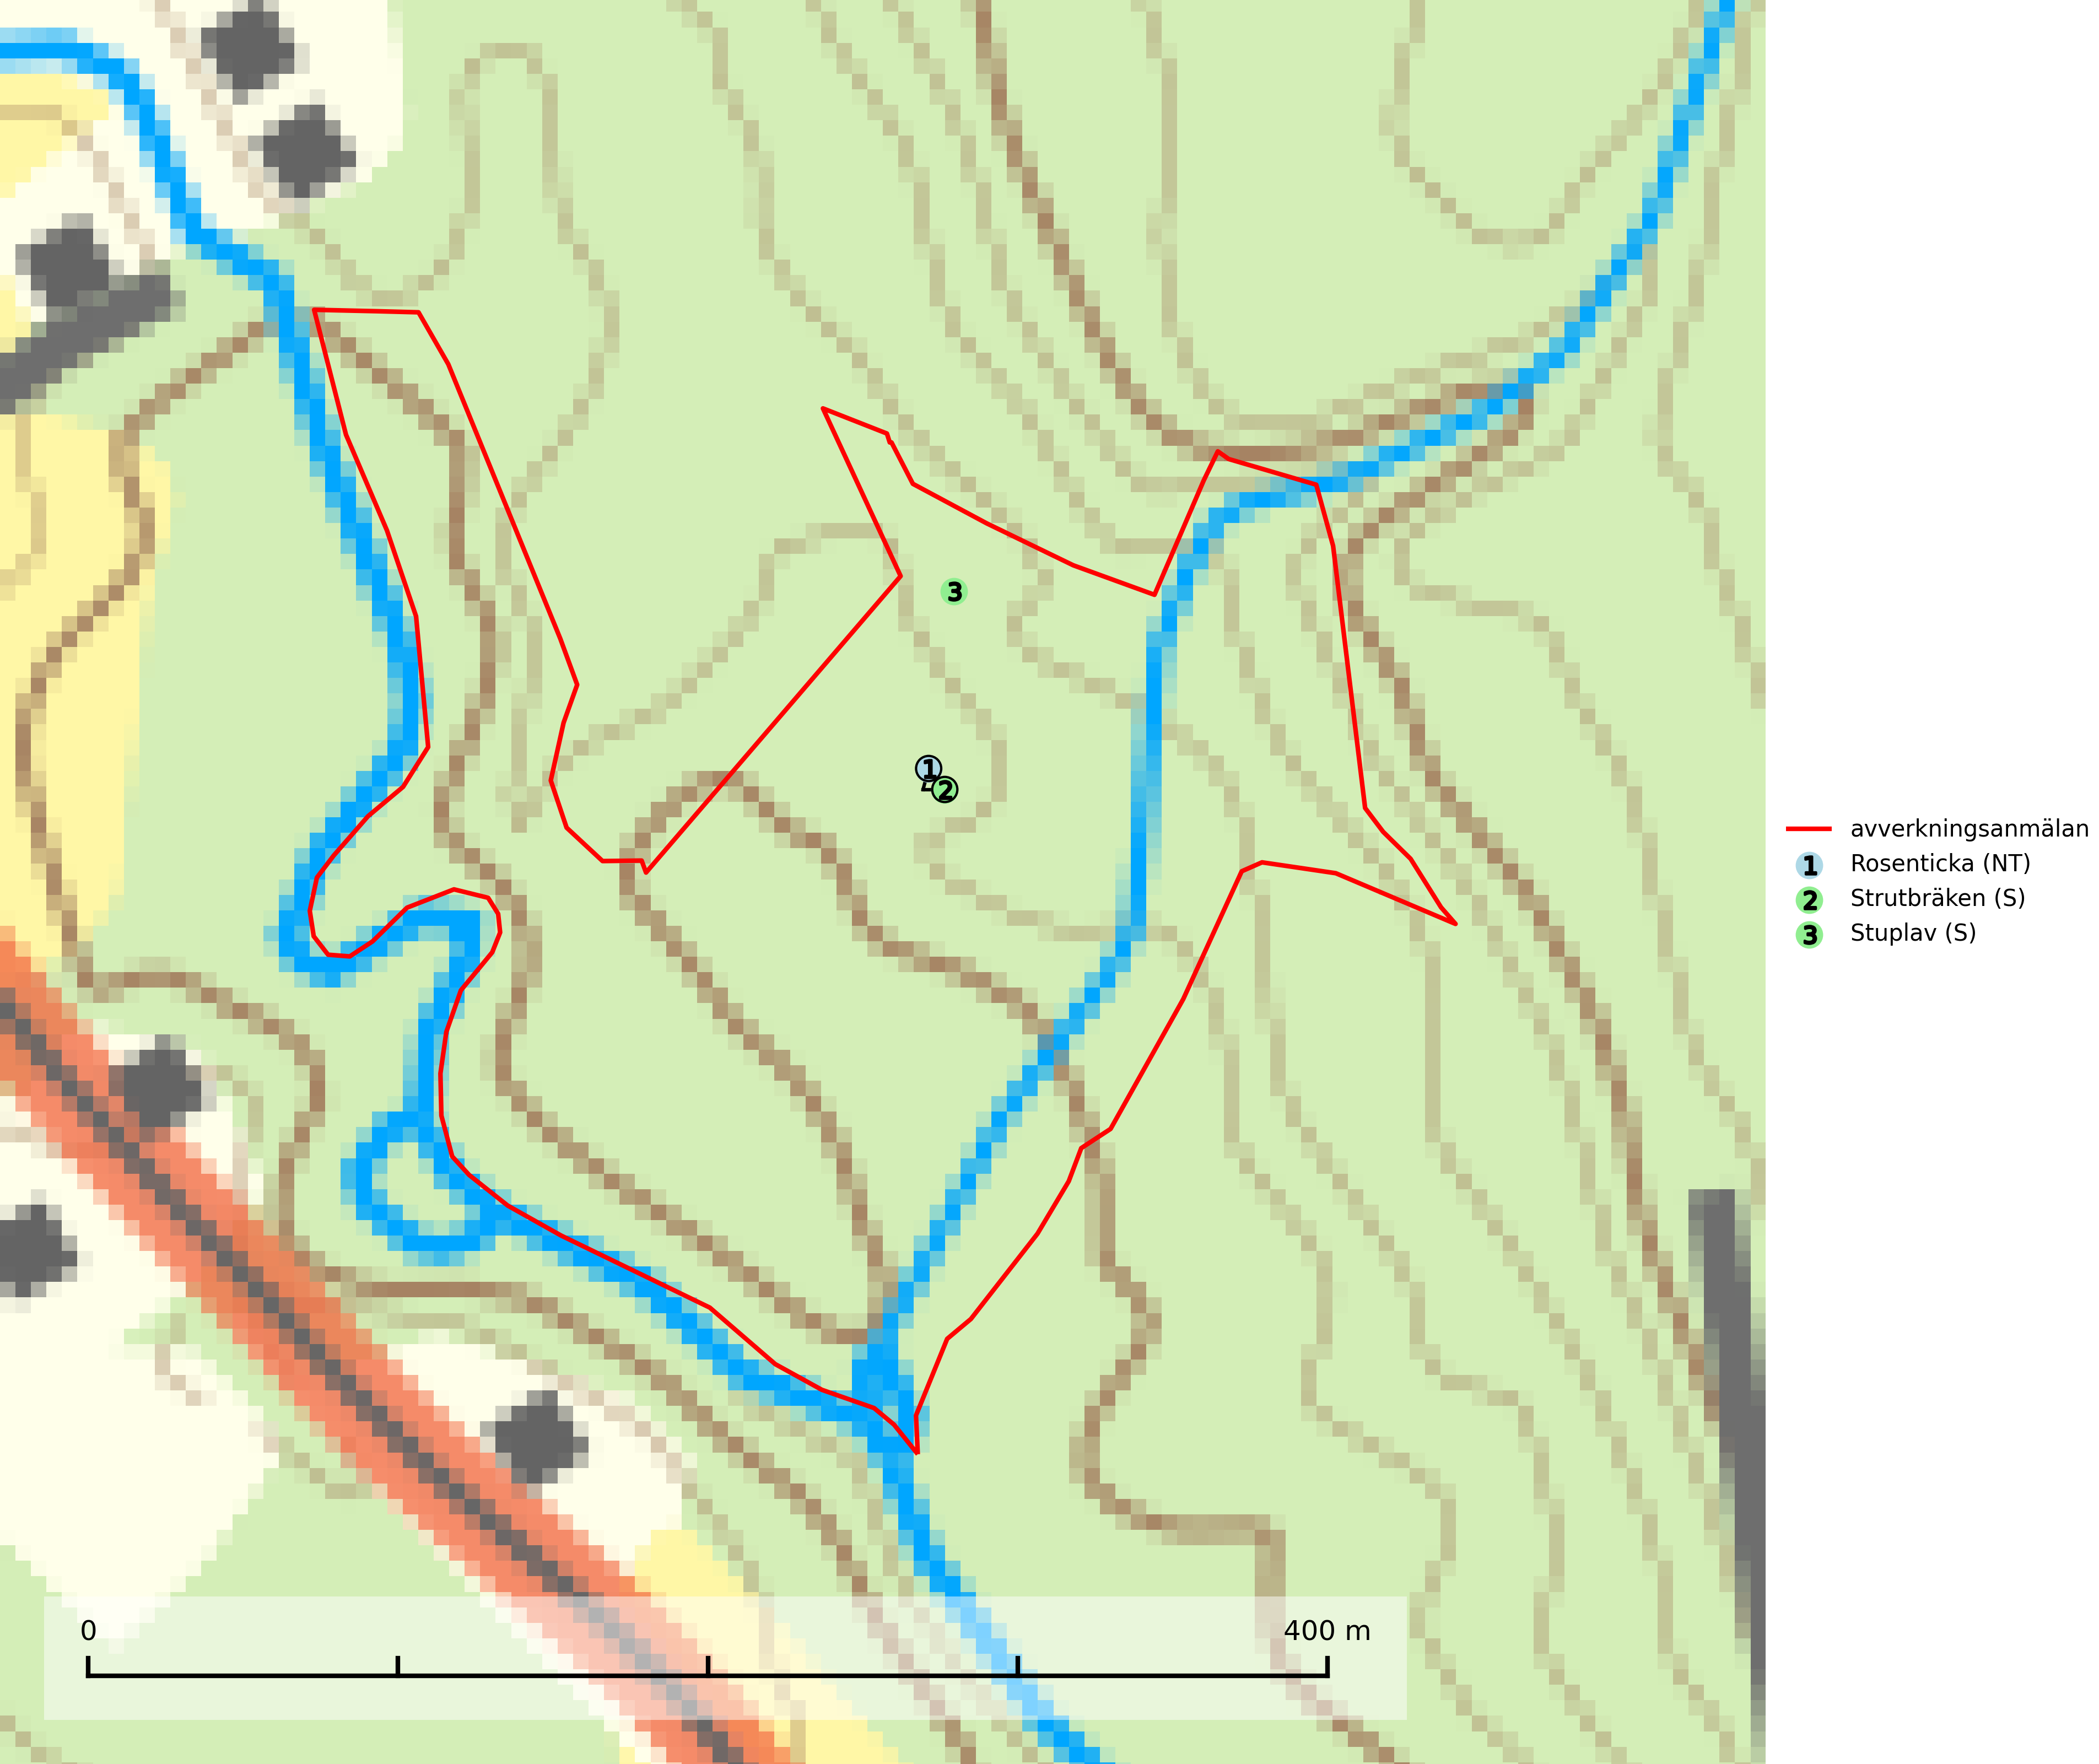 3
1
2
avverkningsanmälan
1 Rosenticka (NT)
2 Strutbräken (S)
3 Stuplav (S)
0 400 m